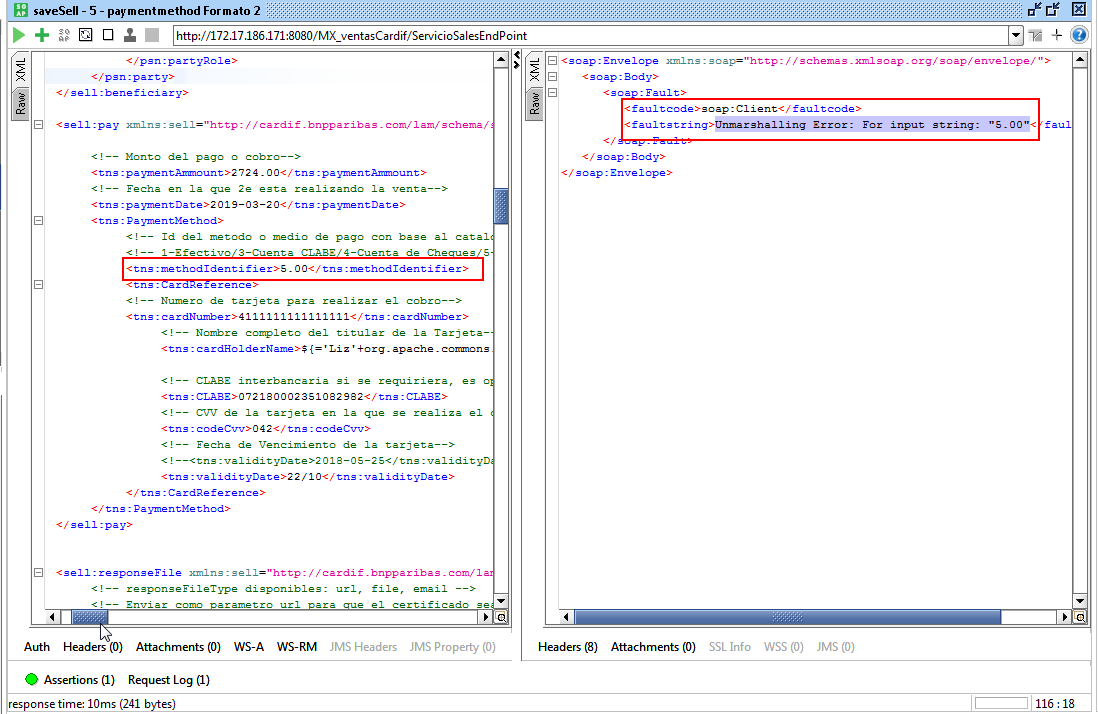 saveSell - 5 - paymentmethod Formato 2
http://172.17.186.171:8080/MX_ventasCardif/ServicioSalesEndPoint
XML
Raw
</psn:partyRole>
</psn:party>
</sell:beneficiary>
<sell:pay xmlns:sell="http://cardif.bnpparibas.com/lam/schema/s
<!-- Monto del pago o cobro-->
<tns:paymentAmmount>2724.00</tns:paymentAmmount>
<!-- Fecha en la que 2e esta realizando la venta-->
<tns:paymentDate>2019-03-20</tns:paymentDate>
<tns:PaymentMethod>
<!-- Id del metodo o medio de pago con base al catalo
<!-- 1-Efectivo/3-Cuenta CLABE/4-Cuenta de Cheques/5-
<tns:methodIdentifier>5.00</tns:methodIdentifier>
<tns:CardReference>
<!-- Numero de tarjeta para realizar el cobro-->
<tns:cardNumber>4111111111111111</tns:cardNumber>
<!-- Nombre completo del titular de la Tarjeta-
<tns:cardHolderName>${='Liz'+org.apache.commons.
<!-- CLABE interbancaria si se requiriera, es op
<tns:CLABE>072180002351082982</tns:CLABE>
<!-- CVV de la tarjeta en la que se realiza el c
<tns:codeCvv>042</tns:codeCvv>
<!-- Fecha de Vencimiento de la tarjeta-->
<!--<tns:validityDate>2018-05-25</tns:validityDa
<tns:validityDate>22/10</tns:validityDate>
</tns:CardReference>
</tns:PaymentMethod>
</sell:pay>
<sell:responseFile xmlns:sell="http://cardif.bnpparibas.com/lam
<!-- responseFileType disponibles: url, file, email -->
<!-- Enviar como parametro url para que el certificado sea
XML
Raw
<soap:Envelope xmlns:soap="http://schemas.xmlsoap.org/soap/envelope/">
<soap:Body>
<soap:Fault>
<faultcode>soap:Client</faultcode>
<faultstring>Unmarshalling Error: For input string: "5.00"</faul
</soap:Fault>
</soap:Body>
</soap:Envelope>
Auth Headers (0) Attachments (0) WS-A WS-RM JMS Headers JMS Property (0)
Headers (8) Attachments (0) SSL Info WSS (0) JMS (0)
Assertions (1) Request Log (1)
response time: 10ms (241 bytes)
116 : 18